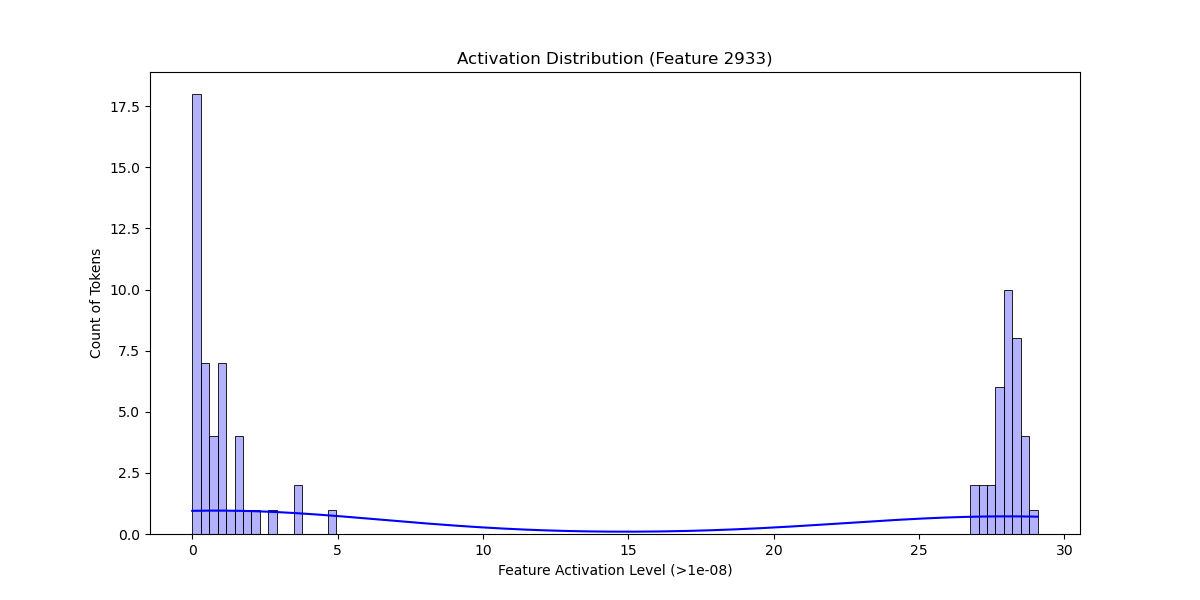 Activation Distribution (Feature 2933)
17.5
15.0
12.5
10.0
7.5
5.0
2.5
0.0
Count of Tokens
0 5 10 15 20 25 30
Feature Activation Level (>1e-08)